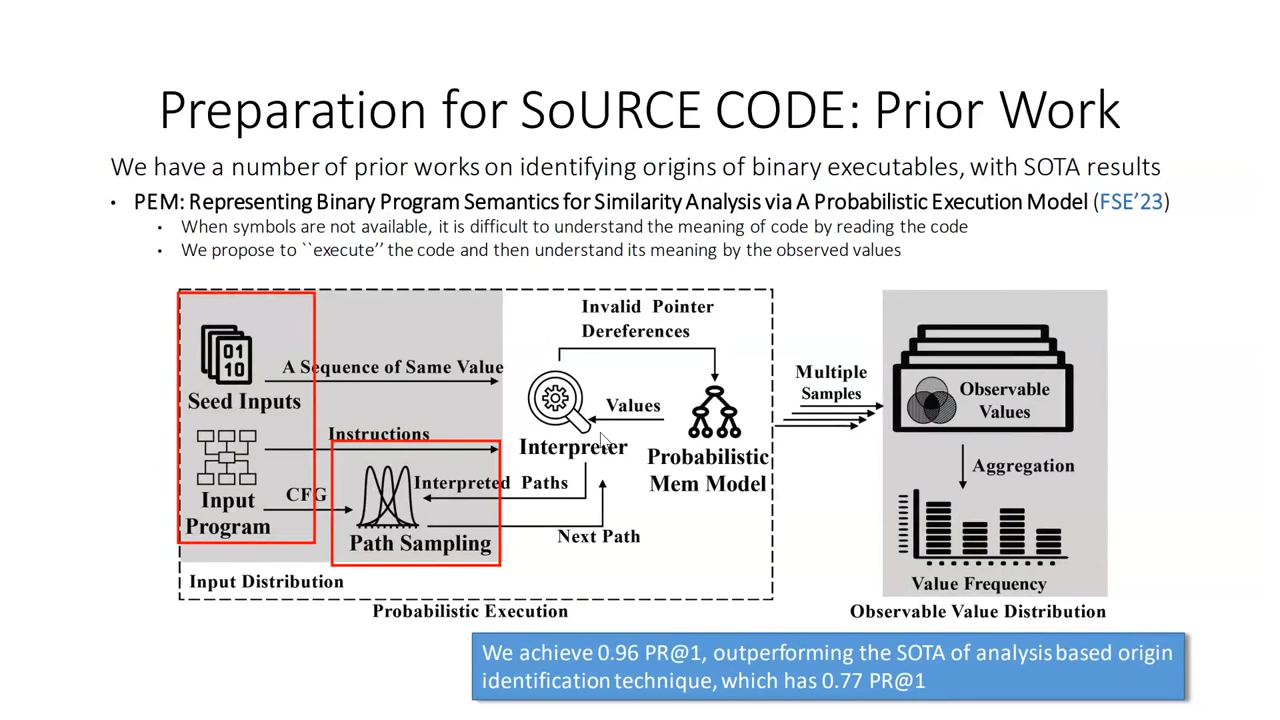 Preparation for SoURCE CODE: Prior Work
We have a number of prior works on identifying origins of binary executables, with SOTA results
• PEM: Representing Binary Program Semantics for Similarity Analysis via A Probabilistic Execution Model (FSE'23)
• When symbols are not available, it is difficult to understand the meaning of code by reading the code
• We propose to ``execute'' the code and then understand its meaning by the observed values
Invalid Pointer
Dereferences
01
10
A Sequence of Same Value
Seed Inputs
Instructions
Input
Program
CFG
Path Sampling
Interpreted Paths
Next Path
Interpreter
Values
Probabilistic
Mem Model
Input Distribution
Probabilistic Execution
Multiple
Samples
Observable
Values
Aggregation
Value Frequency
Observable Value Distribution
We achieve 0.96 PR@1, outperforming the SOTA of analysis based origin
identification technique, which has 0.77 PR@1